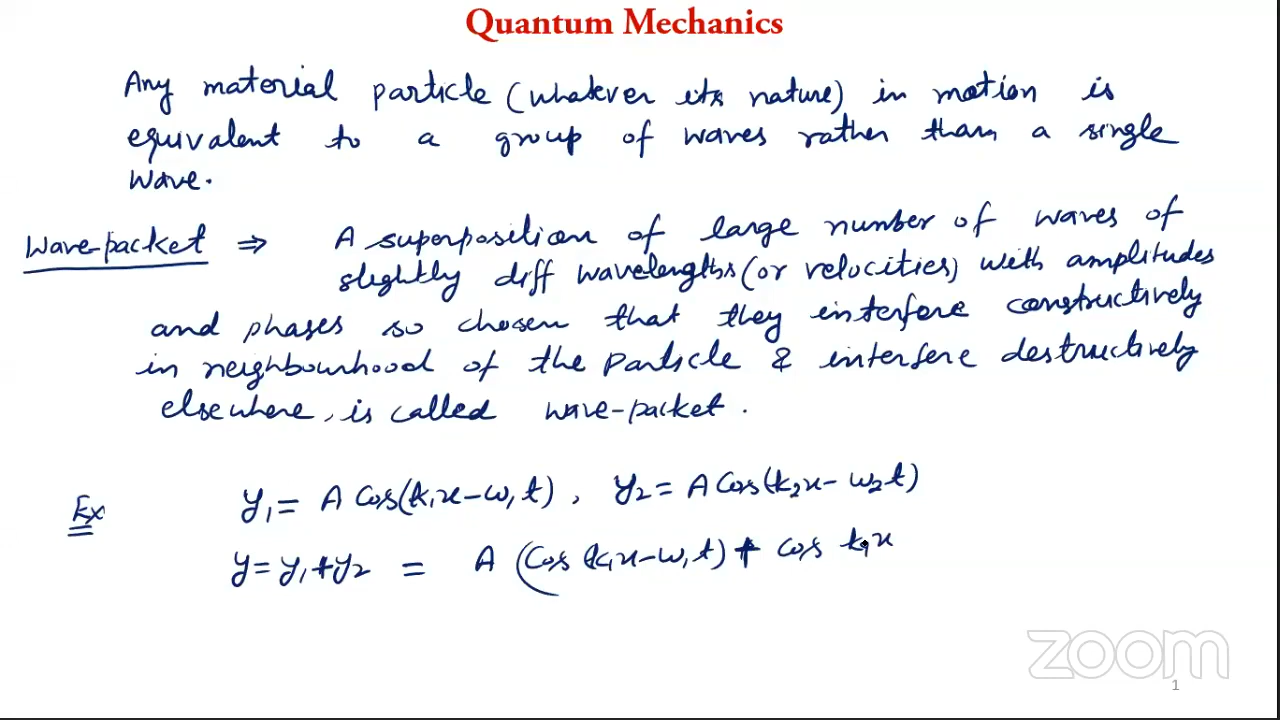 Quantum Mechanics
Any material particle (whatever its nature) in motion is
equivalent to a group of waves rather than a single
wave.
Wave-packet ⇒ A superposition of large number of waves of
slightly diff wavelengths (or velocities) with amplitudes
and phases so chosen that they interfere constructively
in neighbourhood of the particle & interfere destructively
elsewhere, is called wave-packet.
Ex y₁ = A Cos(k₁x-ω₁t), y₂ = A Cos(k₂x-ω₂t)
y = y₁+y₂ = A (Cos (k₁x-ω₁t) + cos k₁x
zoom
1